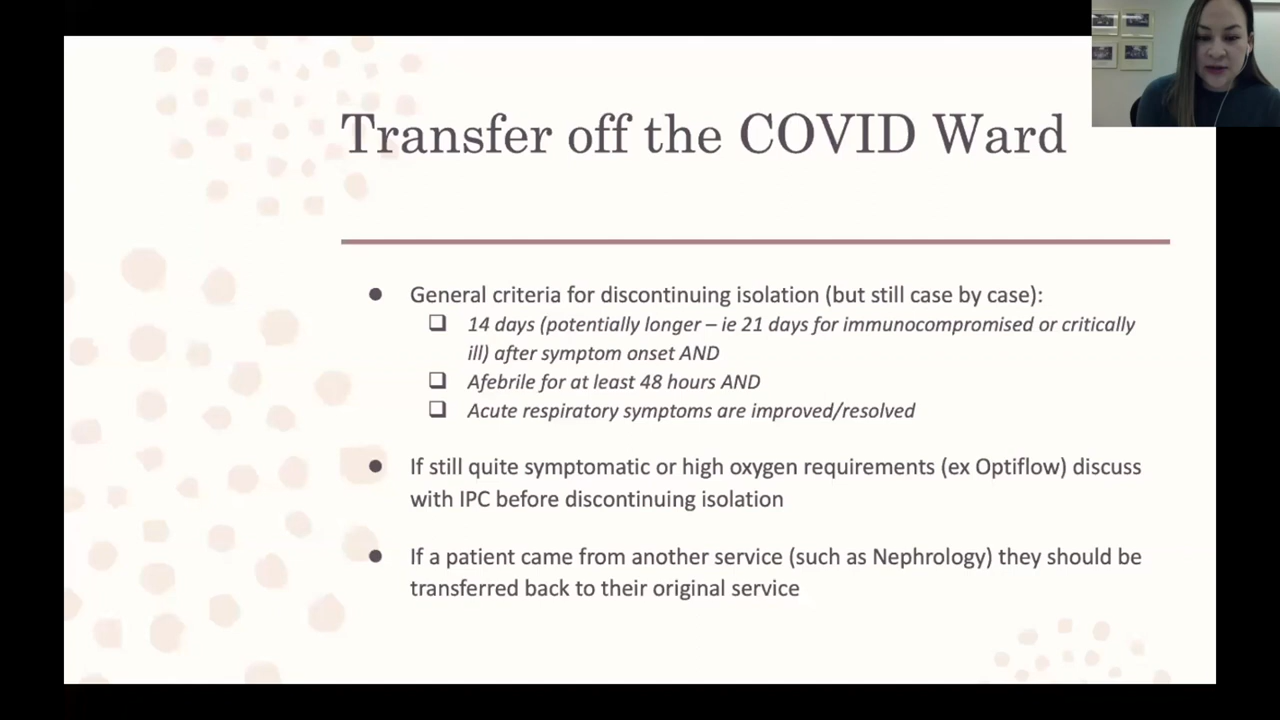 Transfer off the COVID Ward
● General criteria for discontinuing isolation (but still case by case):
❑ 14 days (potentially longer – ie 21 days for immunocompromised or critically
ill) after symptom onset AND
❑ Afebrile for at least 48 hours AND
❑ Acute respiratory symptoms are improved/resolved
● If still quite symptomatic or high oxygen requirements (ex Optiflow) discuss
with IPC before discontinuing isolation
● If a patient came from another service (such as Nephrology) they should be
transferred back to their original service